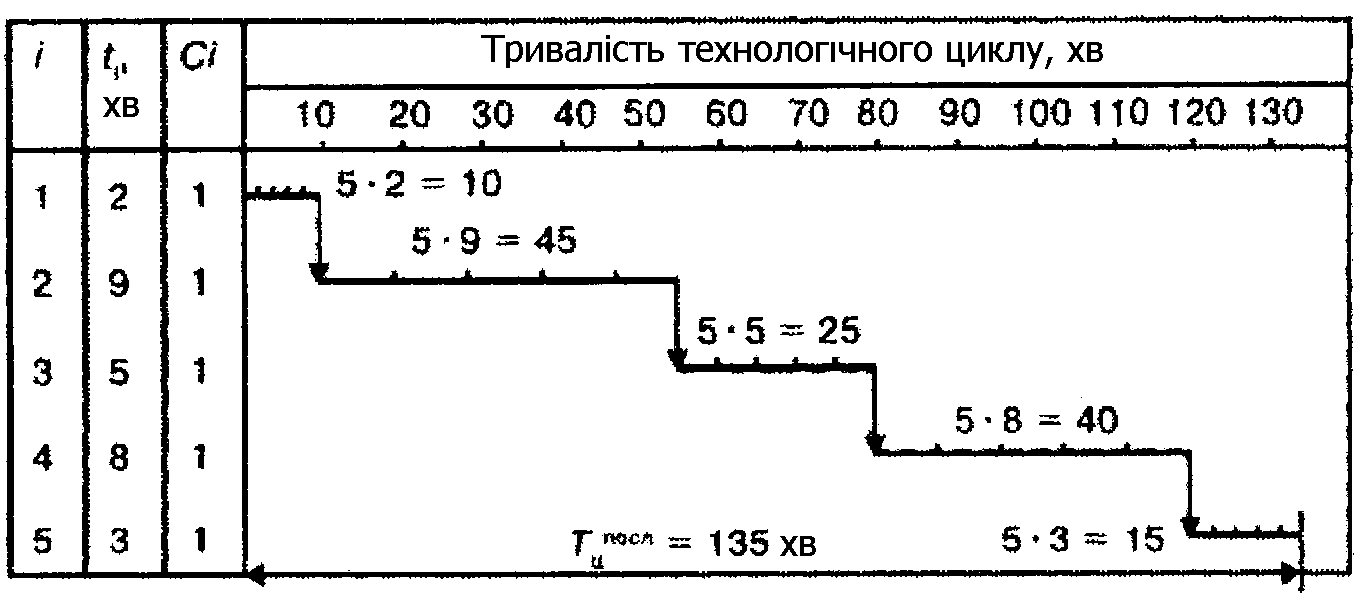 i t₁, Ci Тривалість технологічного циклу, хв
хв 10 20 30 40 50 60 70 80 90 100 110 120 130
1 2 1 5 · 2 = 10
5 · 9 = 45
2 9 1
5 · 5 = 25
3 5 1
5 · 8 = 40
4 8 1
5 3 1 Tц посл = 135 хв 5 · 3 = 15